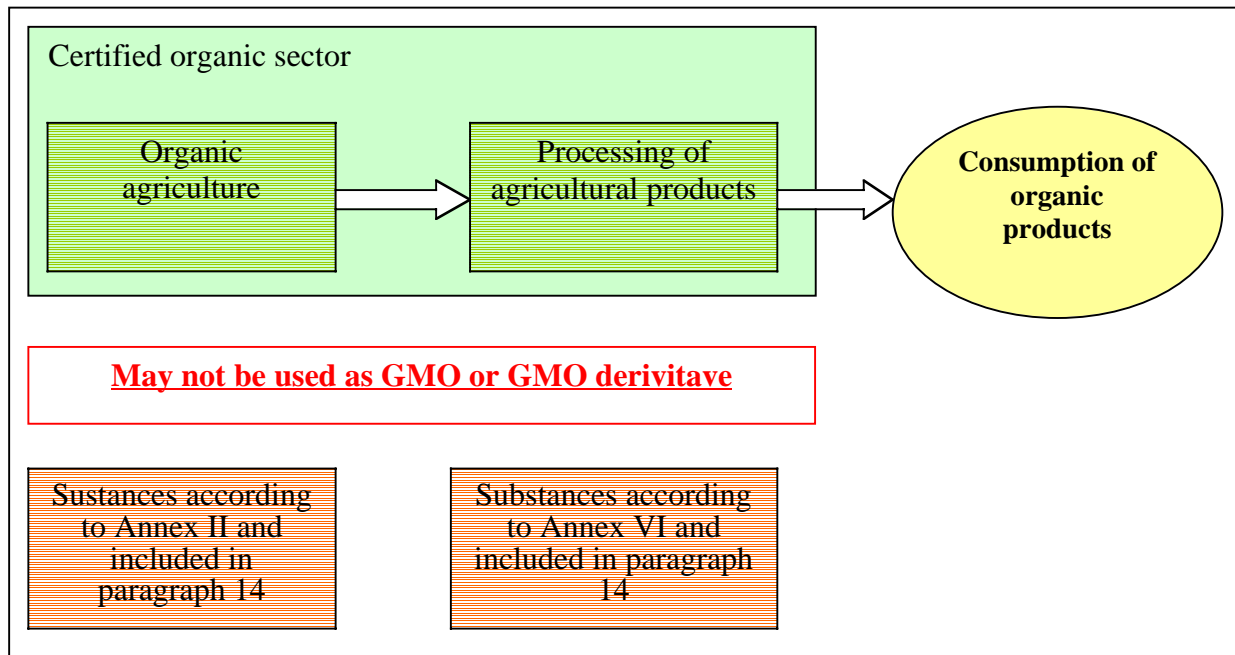 Certified organic sector
Organic
agriculture
Processing of
agricultural products
Consumption of
organic
products
May not be used as GMO or GMO derivitave
Sustances according
to Annex II and
included in
paragraph 14
Substances according
to Annex VI and
included in paragraph
14